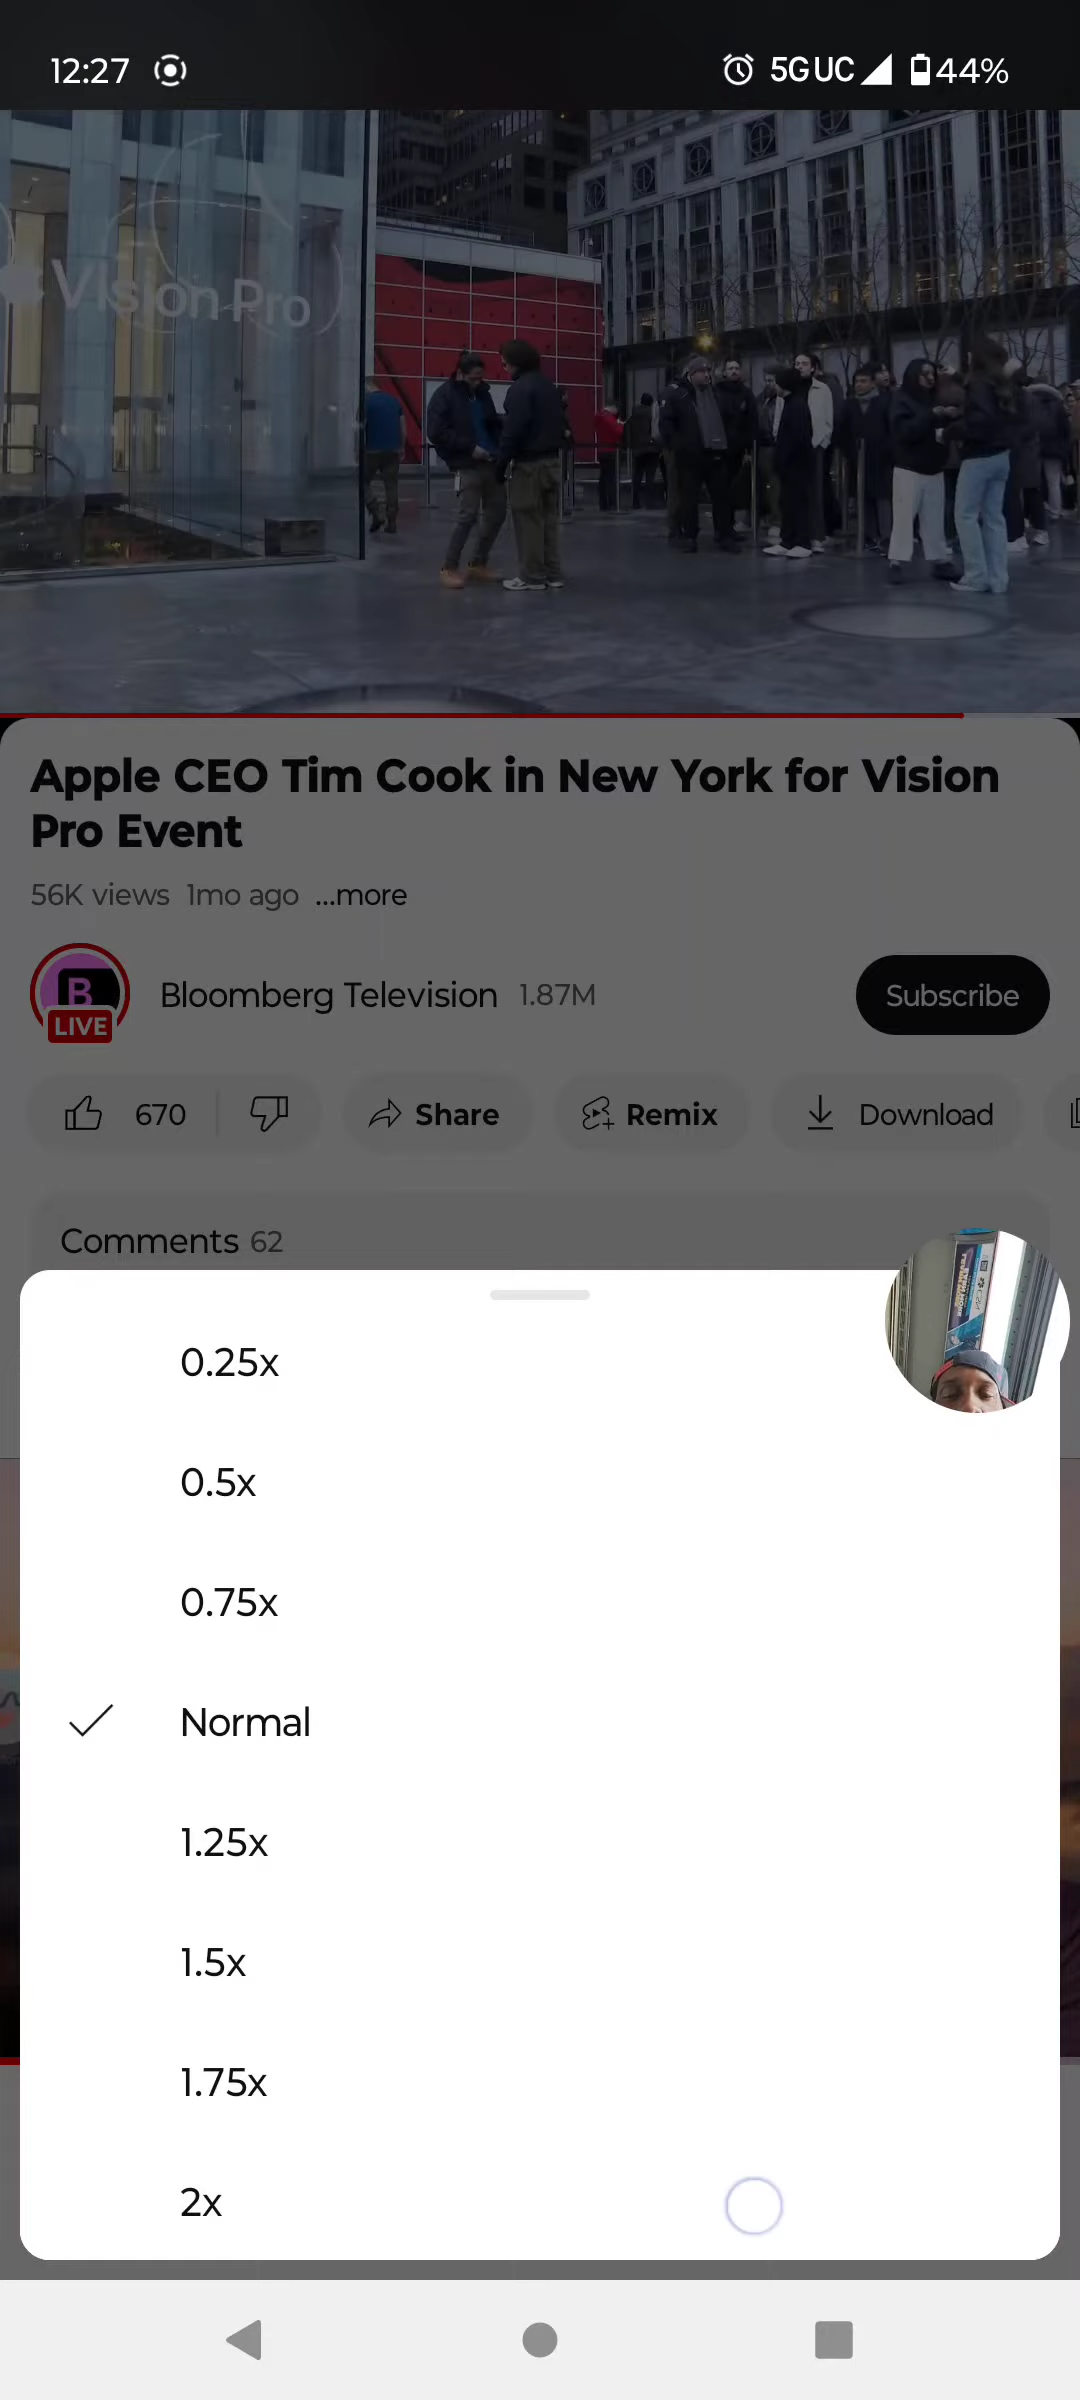 12:27
5G UC
44%
Vision Pro
Apple CEO Tim Cook in New York for Vision
Pro Event
56K views 1mo ago ...more
B
LIVE
Bloomberg Television 1.87M
Subscribe
670
Share
Remix
Download
Comments 62
0.25x
0.5x
0.75x
Normal
1.25x
1.5x
1.75x
2x